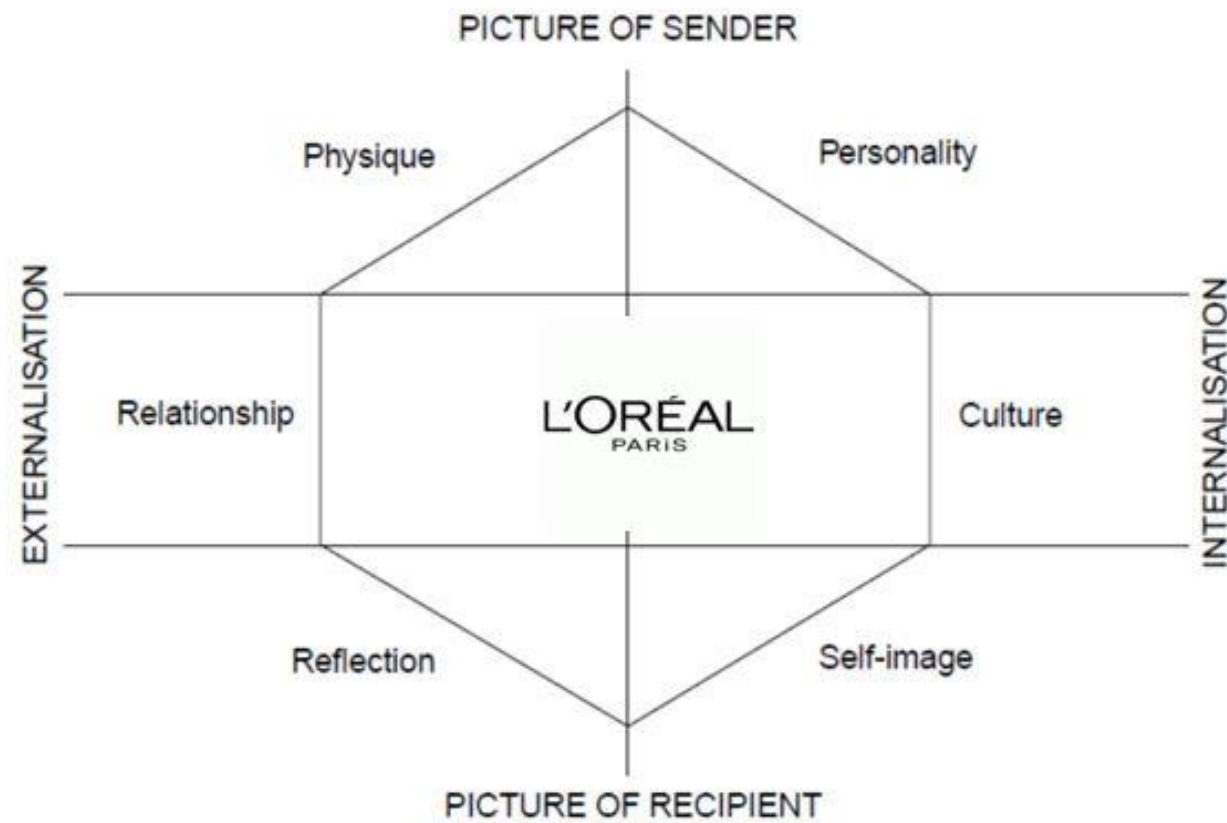 PICTURE OF SENDER
Physique
Personality
EXTERNALISATION
Relationship
L'ORÉAL
PARiS
Culture
INTERNALISATION
Reflection
Self-image
PICTURE OF RECIPIENT